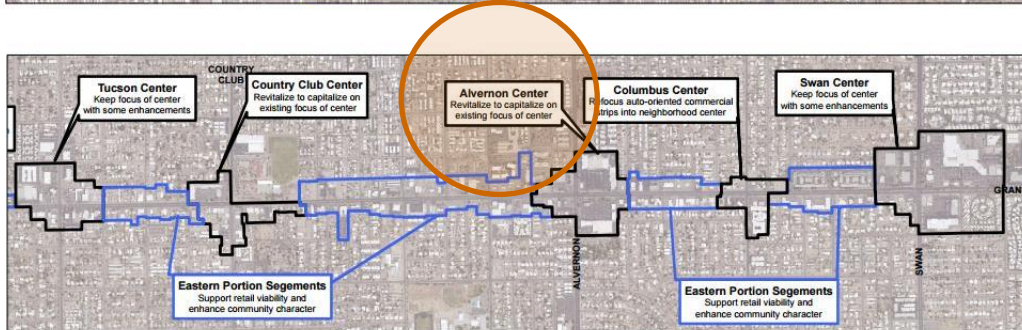 COUNTRY
CLUB
Tucson Center
Keep focus of center
with some enhancements
Country Club Center
Revitalize to capitalize on
existing focus of center
Alvernon Center
Revitalize to capitalize on
existing focus of center
Columbus Center
Refocus auto-oriented commercial
strips into neighborhood center
Swan Center
Keep focus of center
with some enhancements
GRAN
ALVERNON
SWAN
Eastern Portion Segements
Support retail viability and
enhance community character
Eastern Portion Segements
Support retail viability and
enhance community character